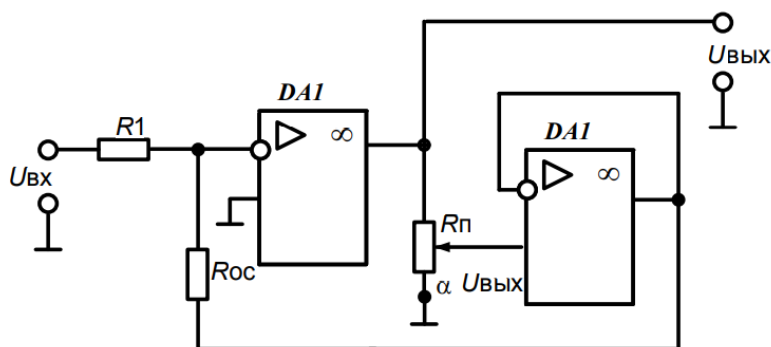 Uвх
R1
Rос
DA1
∞
Rп
α Uвых
DA1
∞
Uвых